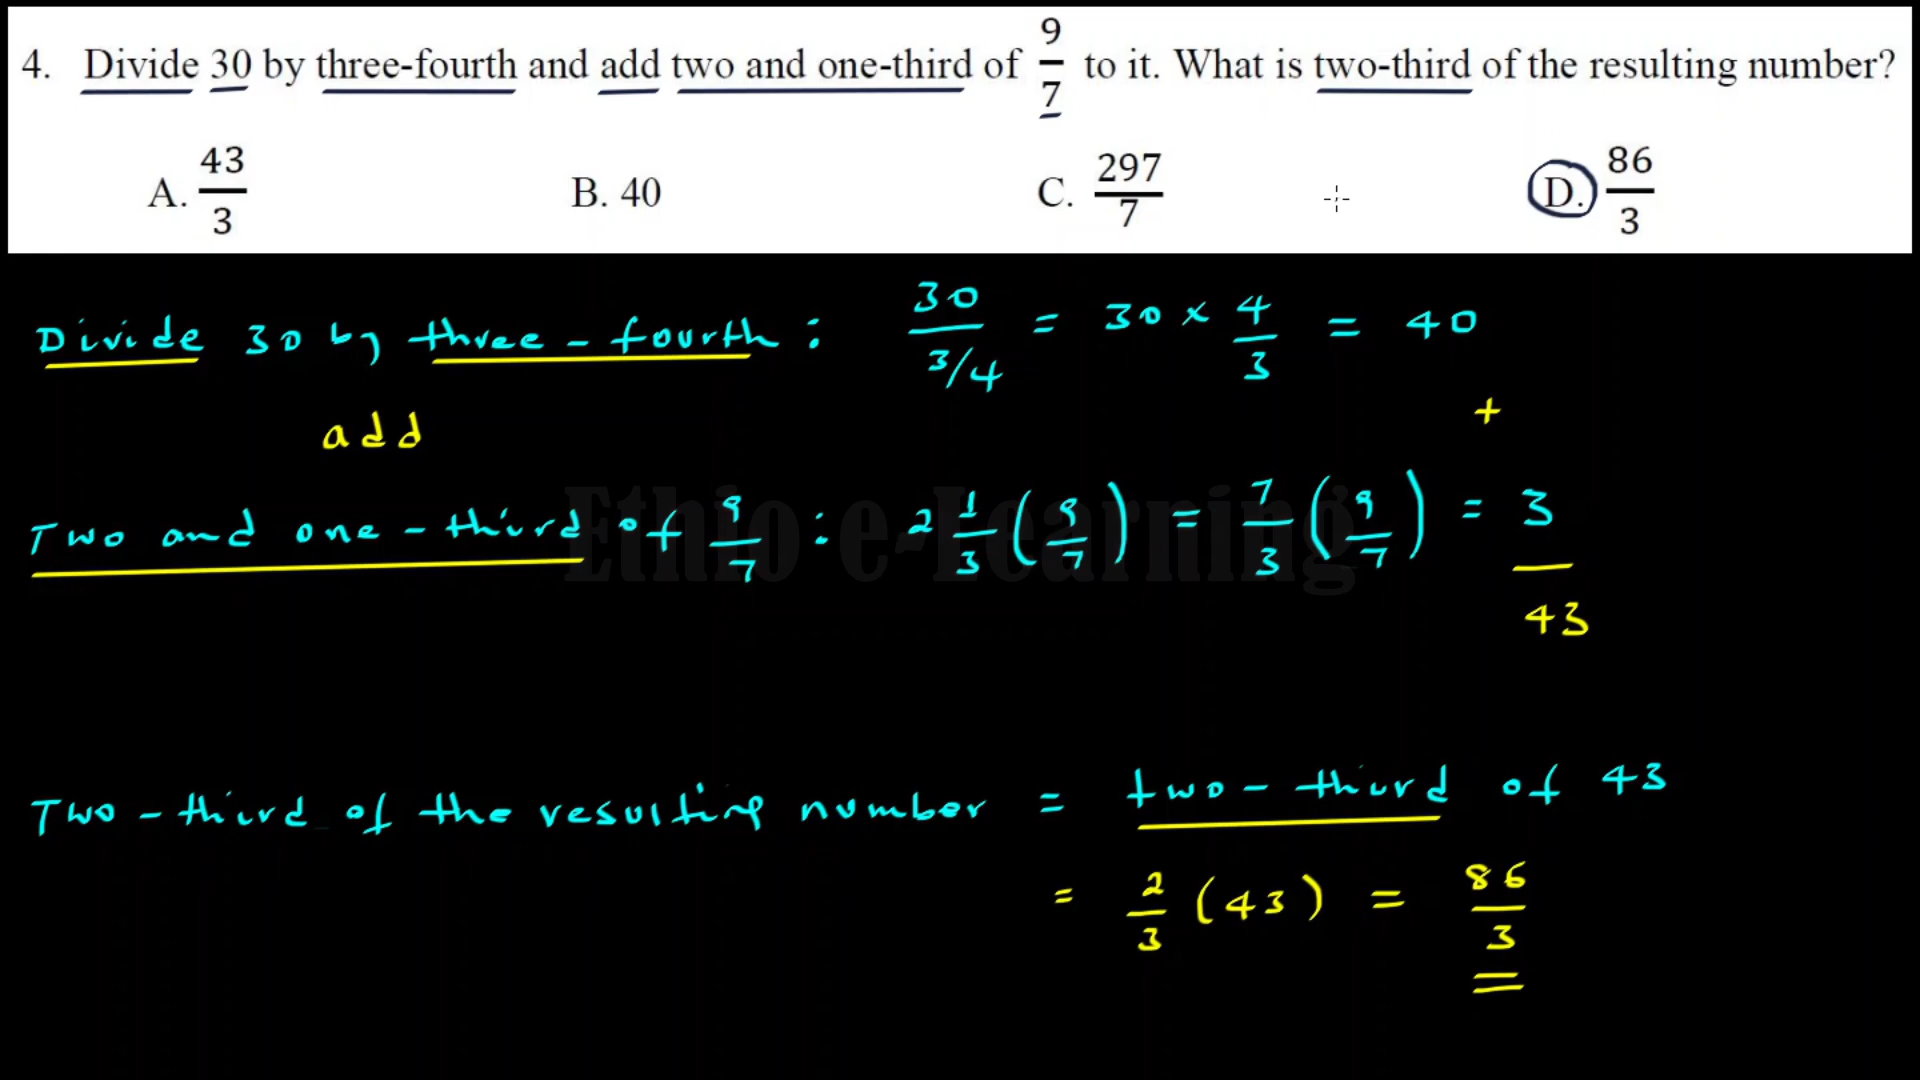 4. Divide 30 by three-fourth and add two and one-third of 9/7 to it. What is two-third of the resulting number?
A. 43/3 B. 40 C. 297/7 D. 86/3
Divide 30 by three-fourth : 30/(3/4) = 30 × 4/3 = 40
add +
Two and one-third of 9/7 : 2 1/3 (9/7) = 7/3 (9/7) = 3
43
Ethio e-Learning
Two-third of the resulting number = two-third of 43
= 2/3 (43) = 86/3